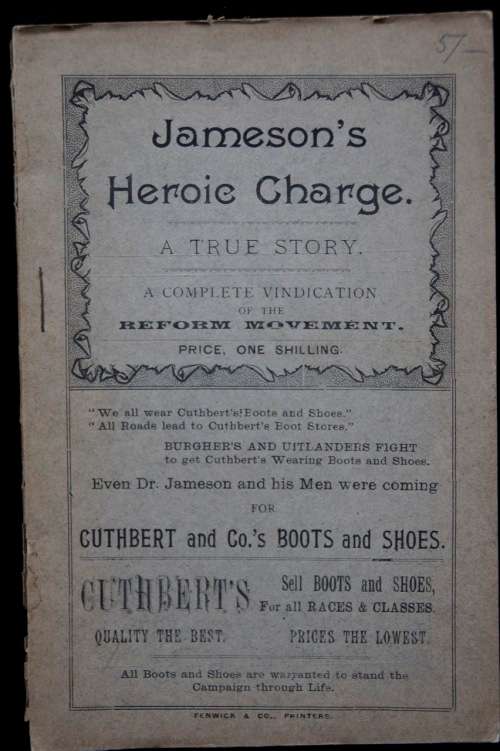 5/—
Jameson's
Heroic Charge.
A TRUE STORY.
A COMPLETE VINDICATION
OF THE
REFORM MOVEMENT.
PRICE, ONE SHILLING.
"We all wear Cuthbert's! Boots and Shoes."
"All Roads lead to Cuthbert's Boot Stores."
BURGHER'S AND UITLANDERS FIGHT
to get Cuthbert's Wearing Boots and Shoes.
Even Dr. Jameson and his Men were coming
FOR
CUTHBERT and Co.'s BOOTS and SHOES.
CUTHBERT'S
Sell BOOTS and SHOES,
For all RACES & CLASSES.
QUALITY THE BEST.
PRICES THE LOWEST.
All Boots and Shoes are warranted to stand the
Campaign through Life.
FENWICK & CO., PRINTERS.